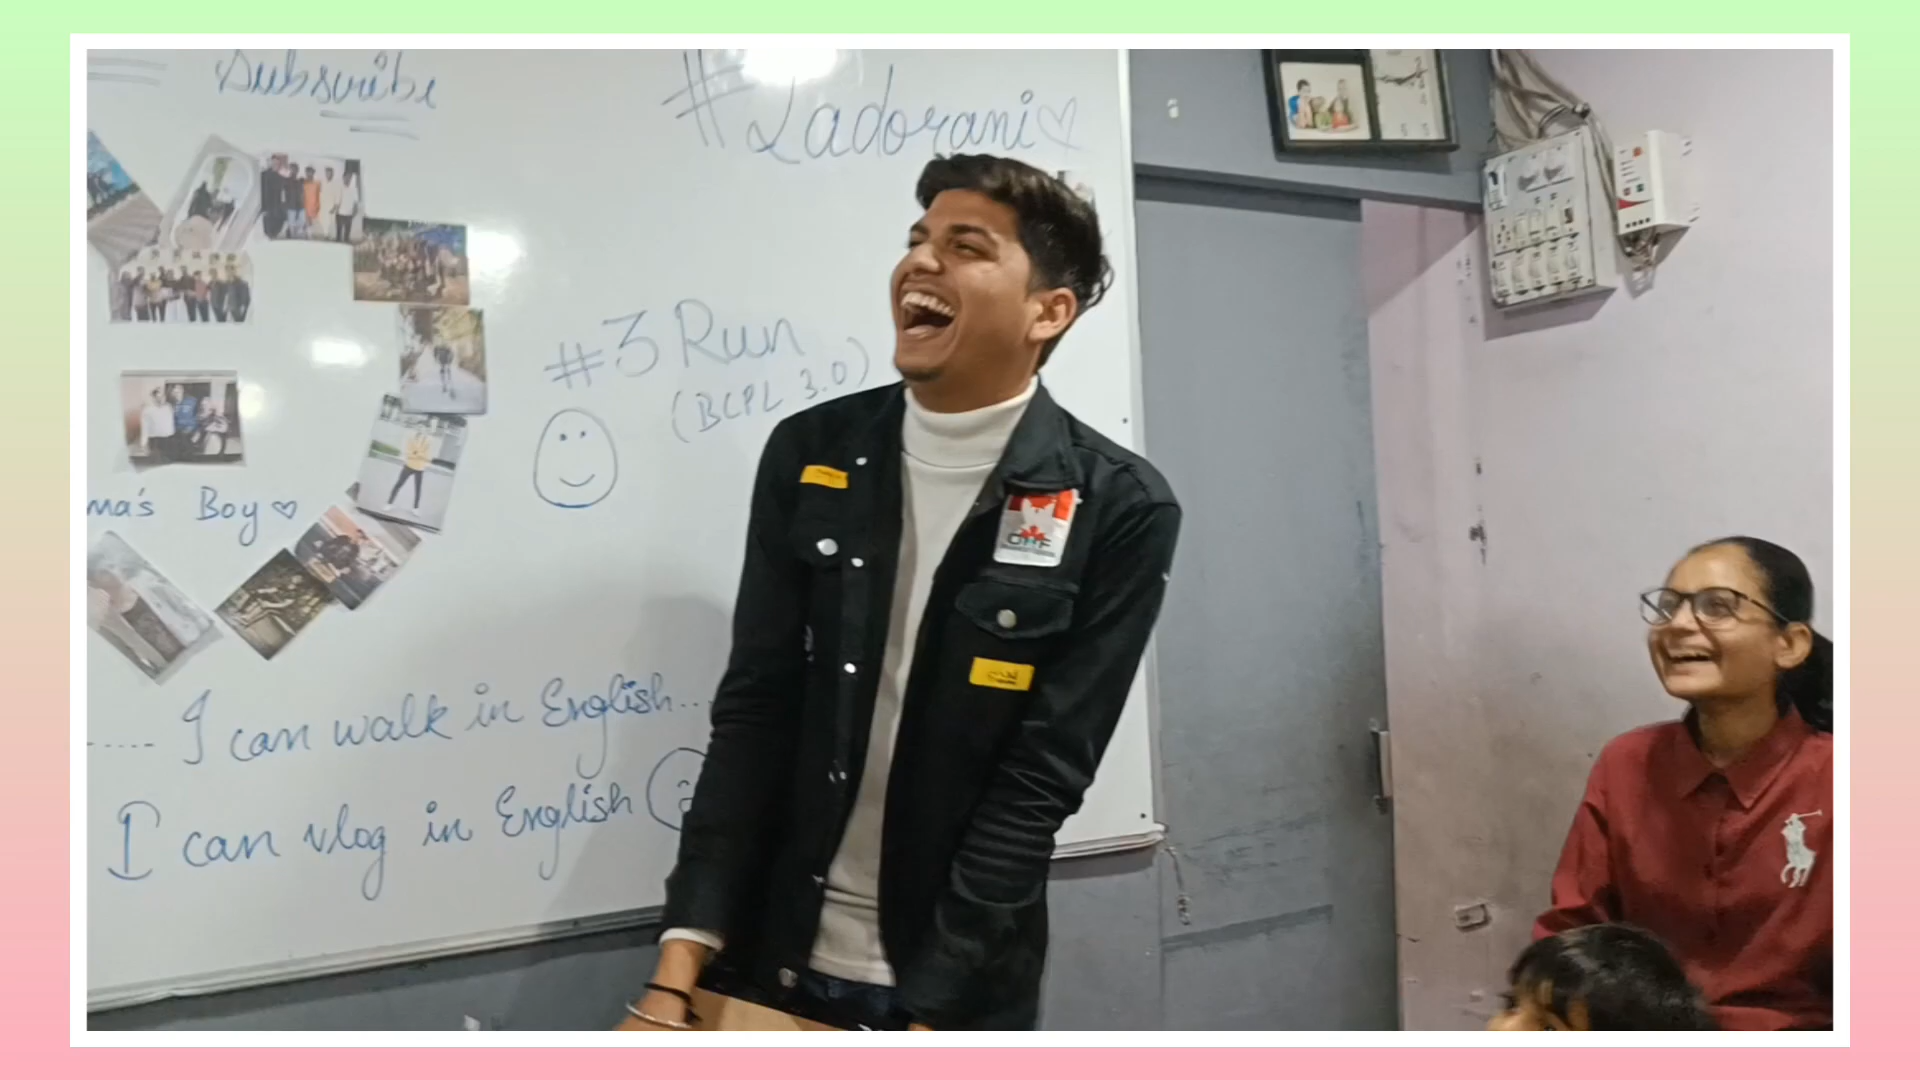 Subscribe
#Ladorani♡
#3 Run
(BCPL 3.0)
ma's Boy♡
..... I can walk in English...
I can vlog in English